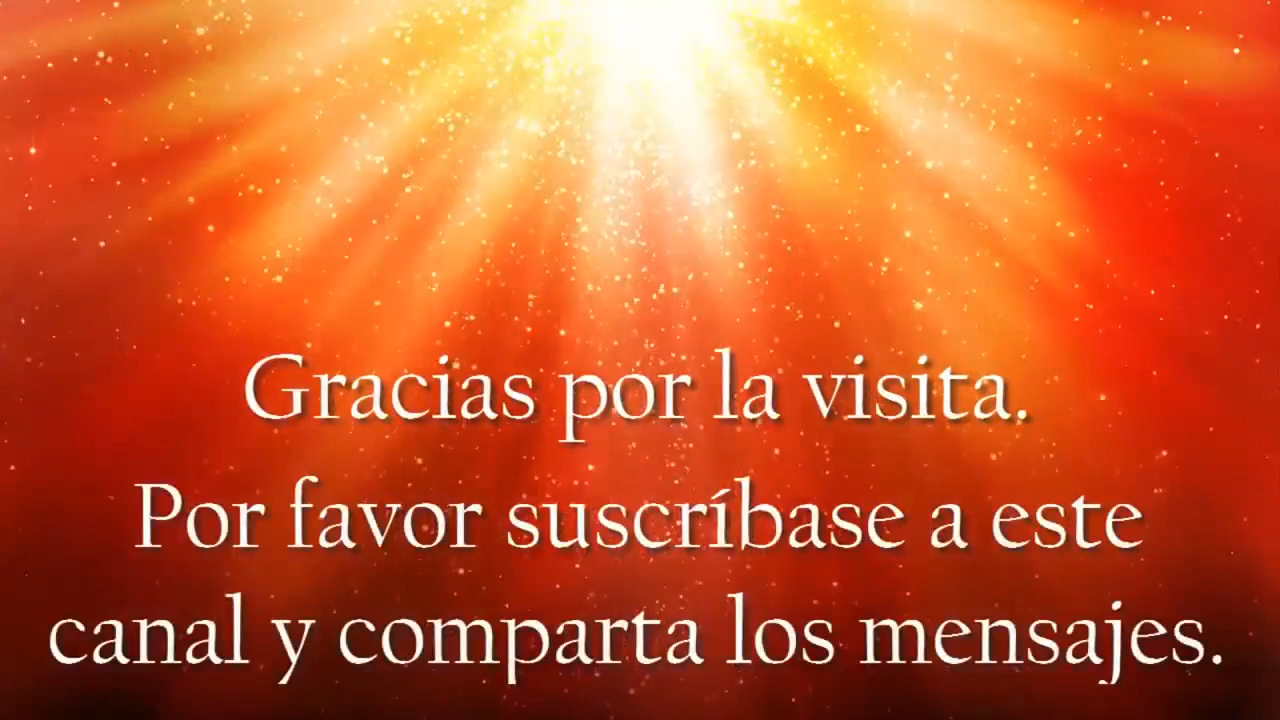 Gracias por la visita.
Por favor suscríbase a este
canal y comparta los mensajes.